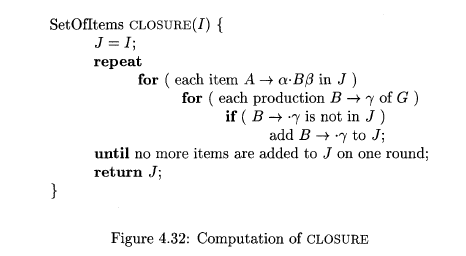 SetOfItems CLOSURE(I) {
J = I;
repeat
for ( each item A → α·Bβ in J )
for ( each production B → γ of G )
if ( B → ·γ is not in J )
add B → ·γ to J;
until no more items are added to J on one round;
return J;
}
Figure 4.32: Computation of CLOSURE